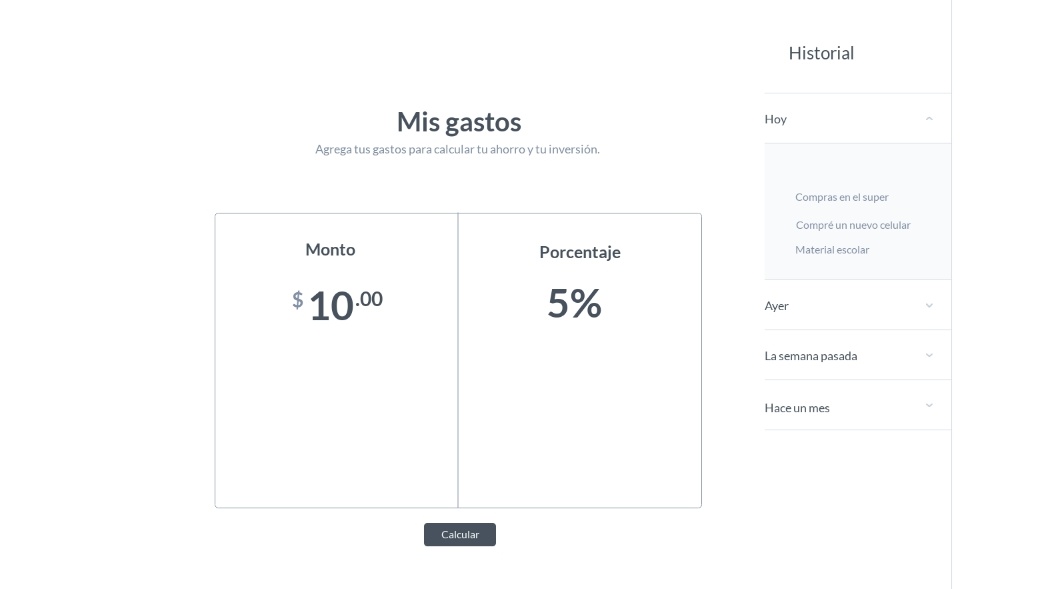 Historial
Mis gastos
Agrega tus gastos para calcular tu ahorro y tu inversión.
Monto
$ 10.00
Porcentaje
5%
Calcular
Hoy
Compras en el super
Compré un nuevo celular
Material escolar
Ayer
La semana pasada
Hace un mes